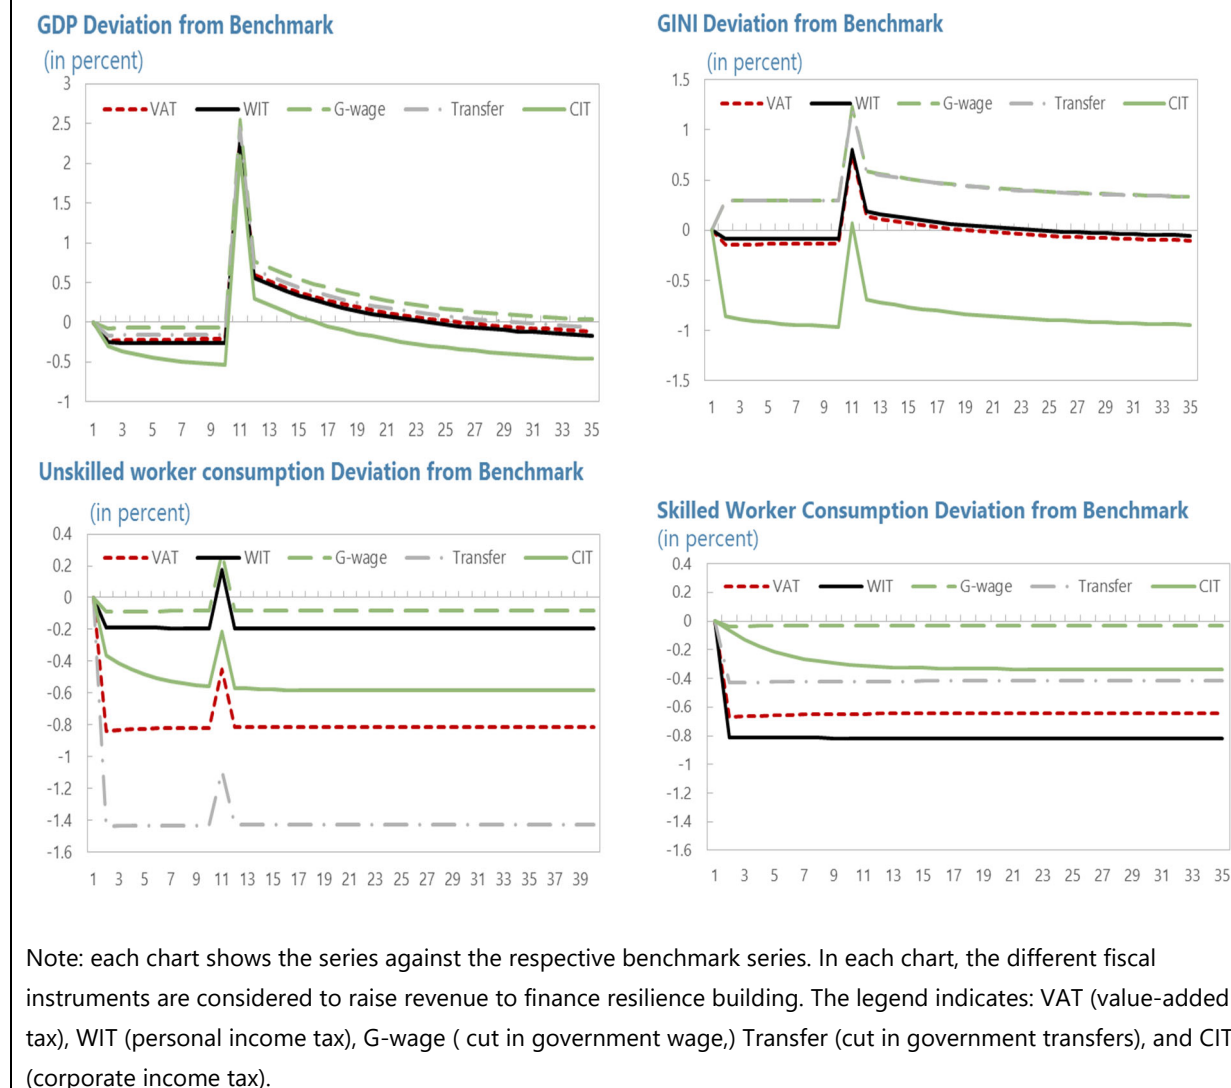 GDP Deviation from Benchmark
(in percent)
3
2.5
2
1.5
1
0.5
0
-0.5
-1
VAT WIT G-wage Transfer CIT
1 3 5 7 9 11 13 15 17 19 21 23 25 27 29 31 33 35
GINI Deviation from Benchmark
(in percent)
1.5
1
0.5
0
-0.5
-1
-1.5
VAT WIT G-wage Transfer CIT
1 3 5 7 9 11 13 15 17 19 21 23 25 27 29 31 33 35
Unskilled worker consumption Deviation from Benchmark
(in percent)
0.4
0.2
0
-0.2
-0.4
-0.6
-0.8
-1
-1.2
-1.4
-1.6
VAT WIT G-wage Transfer CIT
1 3 5 7 9 11 13 15 17 19 21 23 25 27 29 31 33 35 37 39
Skilled Worker Consumption Deviation from Benchmark
(in percent)
0.4
0.2
0
-0.2
-0.4
-0.6
-0.8
-1
-1.2
-1.4
-1.6
VAT WIT G-wage Transfer CIT
1 3 5 7 9 11 13 15 17 19 21 23 25 27 29 31 33 35
Note: each chart shows the series against the respective benchmark series. In each chart, the different fiscal
instruments are considered to raise revenue to finance resilience building. The legend indicates: VAT (value-added
tax), WIT (personal income tax), G-wage ( cut in government wage,) Transfer (cut in government transfers), and CIT
(corporate income tax).